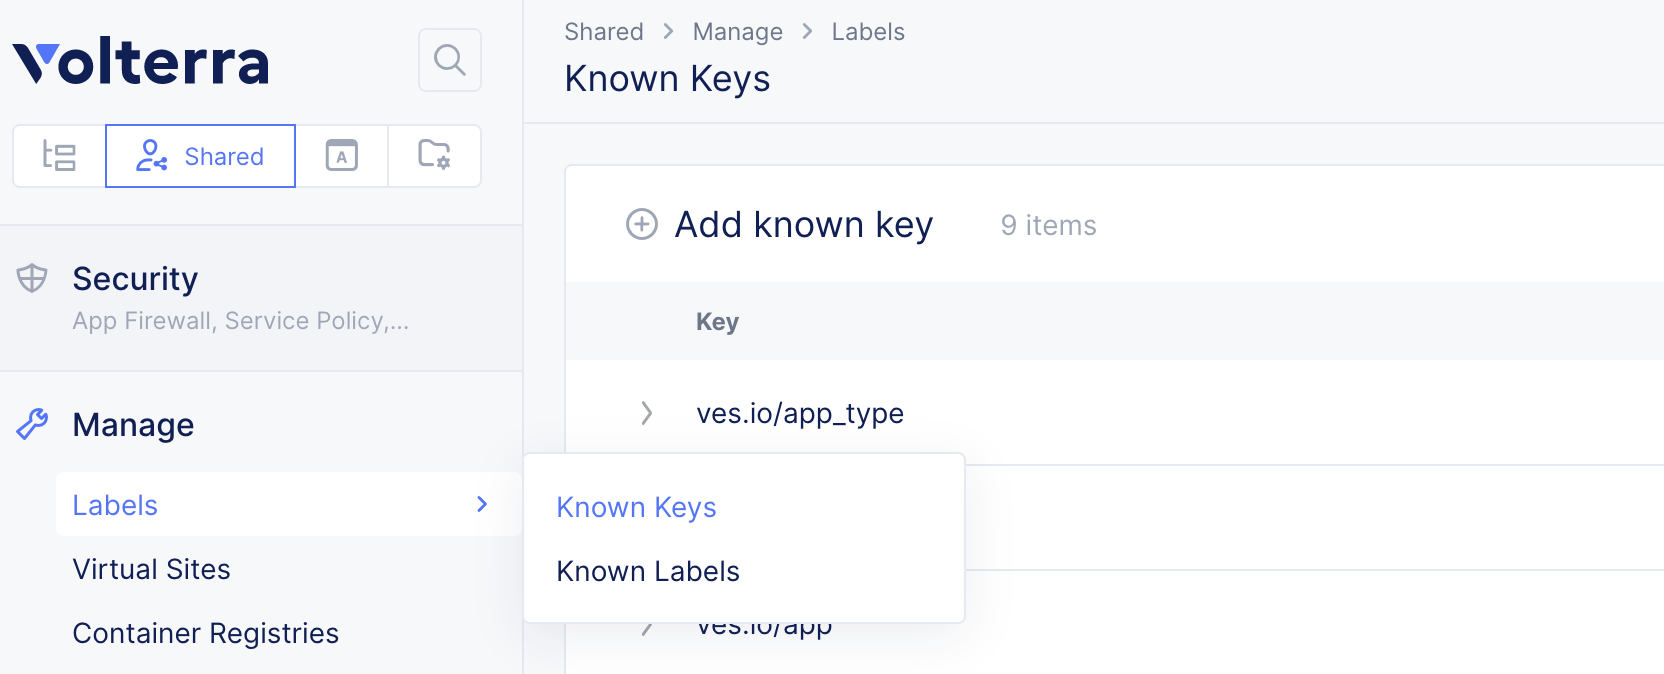 volterra
Shared
A
Security
App Firewall, Service Policy,...
Manage
Labels
Virtual Sites
Container Registries
Shared > Manage > Labels
Known Keys
Add known key
9 items
Key
ves.io/app_type
Known Keys
Known Labels
ves.io/app